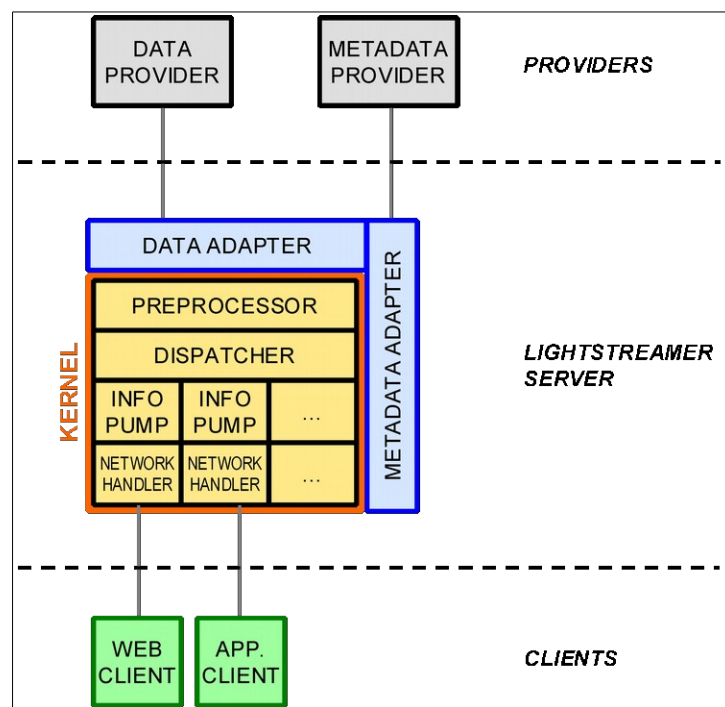 DATA
PROVIDER
METADATA
PROVIDER
PROVIDERS
DATA ADAPTER
METADATA ADAPTER
KERNEL
PREPROCESSOR
DISPATCHER
INFO
PUMP
INFO
PUMP
...
NETWORK
HANDLER
NETWORK
HANDLER
...
LIGHTSTREAMER
SERVER
WEB
CLIENT
APP.
CLIENT
CLIENTS